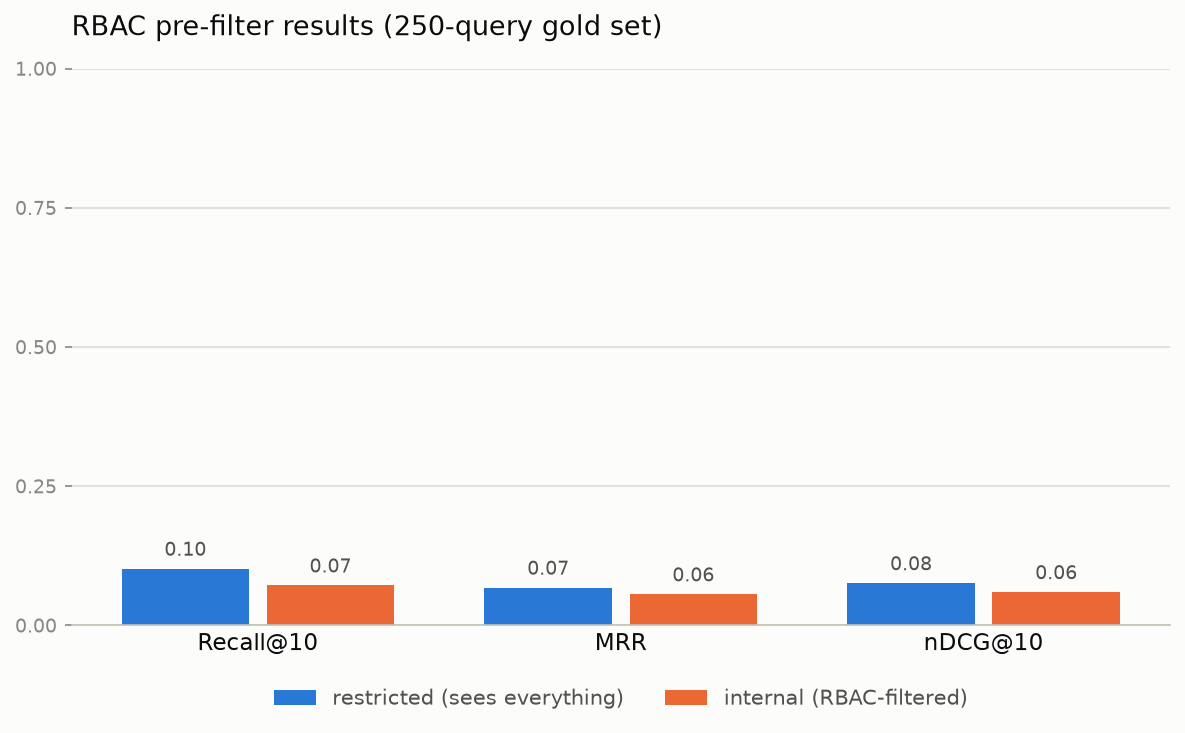 RBAC pre-filter results (250-query gold set)
1.00
0.75
0.50
0.25
0.00
0.10
0.07
0.07
0.06
0.08
0.06
Recall@10
MRR
nDCG@10
restricted (sees everything)
internal (RBAC-filtered)